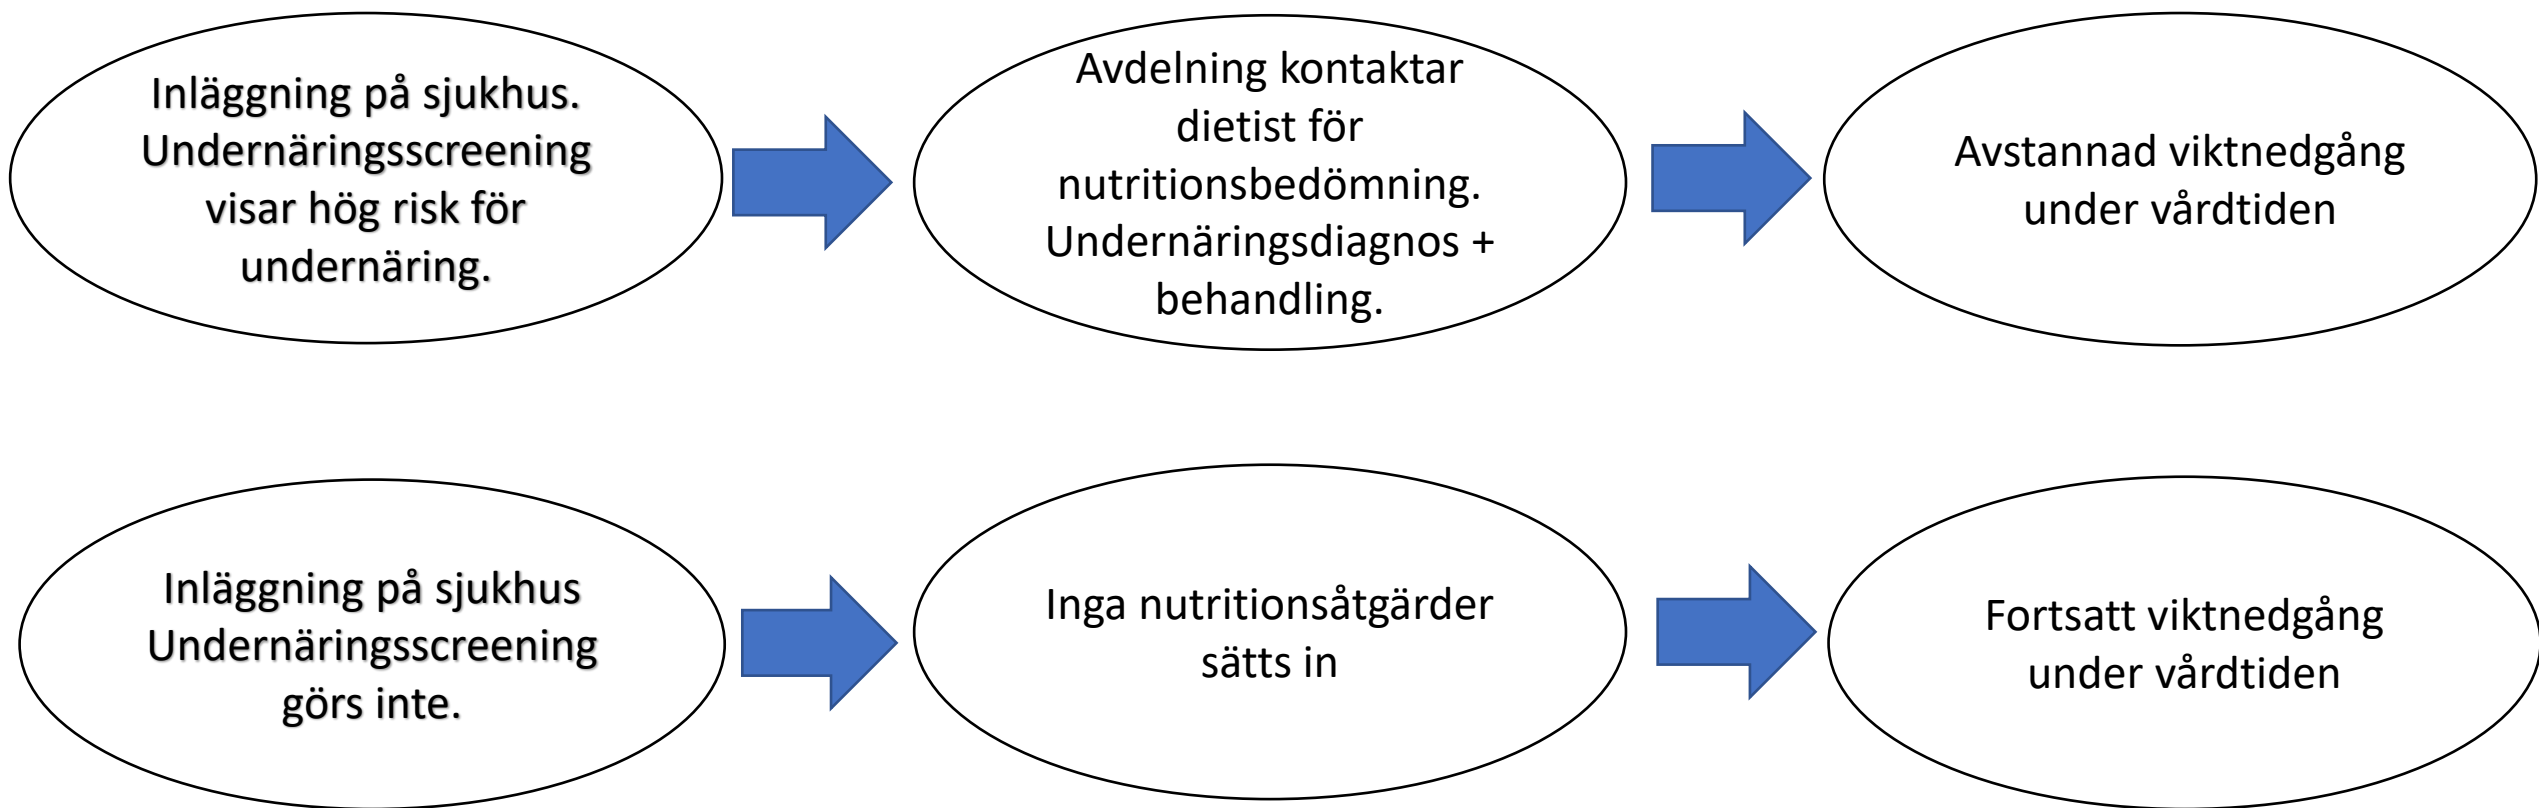 Inläggning på sjukhus.
Undernäringsscreening
visar hög risk för
undernäring.
Avdelning kontaktar
dietist för
nutritionsbedömning.
Undernäringsdiagnos +
behandling.
Avstannad viktnedgång
under vårdtiden
Inläggning på sjukhus
Undernäringsscreening
görs inte.
Inga nutritionsåtgärder
sätts in
Fortsatt viktnedgång
under vårdtiden